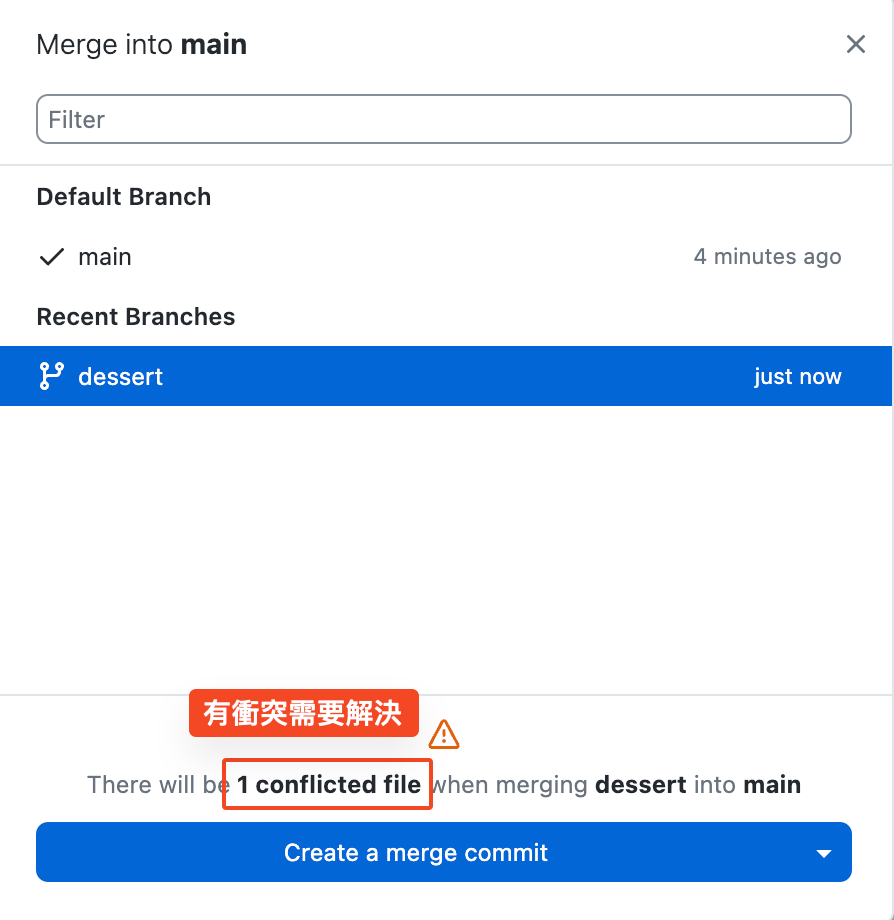 Merge into main
Filter
Default Branch
main 4 minutes ago
Recent Branches
dessert just now
有衝突需要解決
There will be 1 conflicted file when merging dessert into main
Create a merge commit